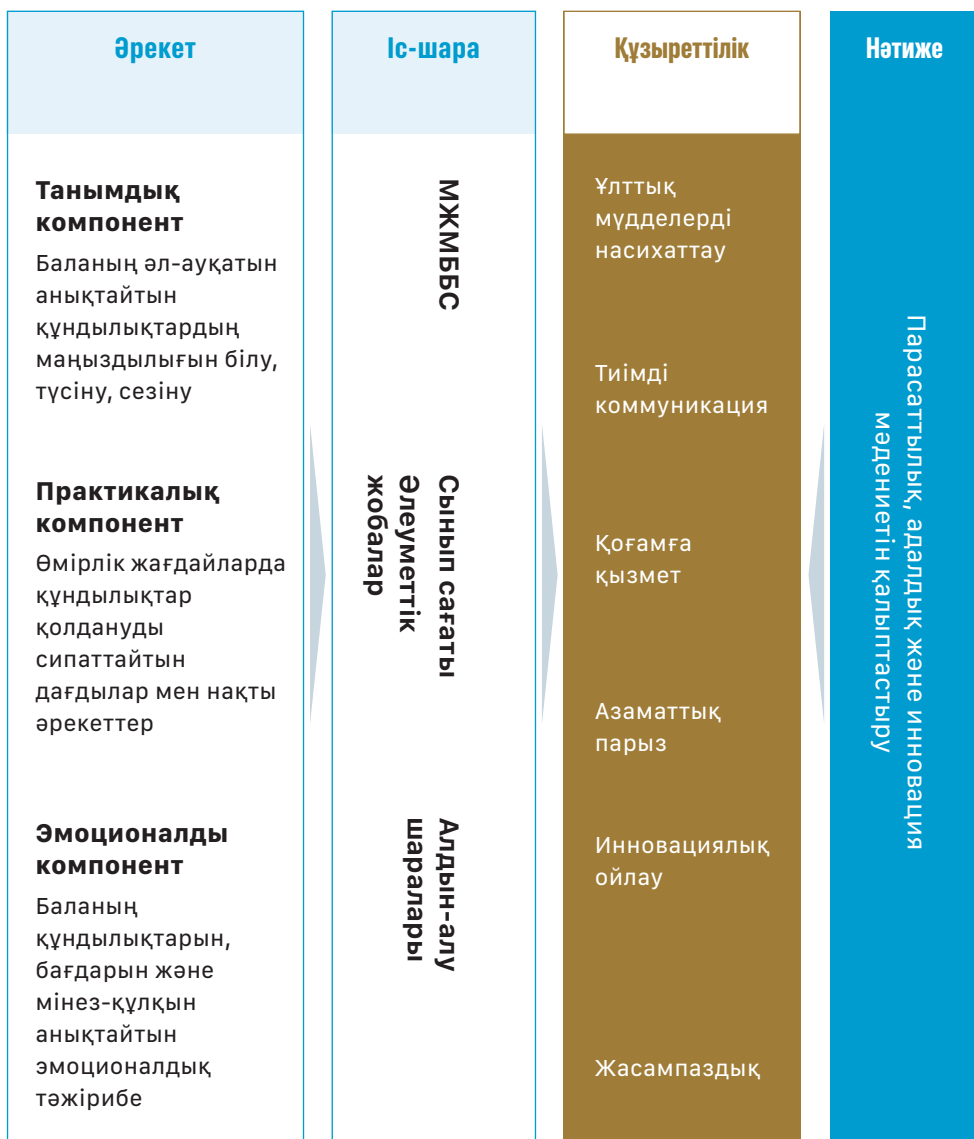 Әрекет
Танымдық
компонент
Баланың әл-ауқатын
анықтайтын
құндылықтардың
маңыздылығын білу,
түсіну, сезіну
Практикалық
компонент
Өмірлік жағдайларда
құндылықтар
қолдануды
сипаттайтын
дағдылар мен нақты
әрекеттер
Эмоционалды
компонент
Баланың
құндылықтарын,
бағдарын және
мінез-құлқын
анықтайтын
эмоционалдық
тәжірибе
Іс-шара
МЖМББС
Сынып сағаты
Әлеуметтік
жобалар
Алдын-алу
шаралары
Құзыреттілік
Ұлттық
мүдделерді
насихаттау
Тиімді
коммуникация
Қоғамға
қызмет
Азаматтық
парыз
Инновациялық
ойлау
Жасампаздық
Нәтиже
Парасаттылық, адалдық және инновация
мәдениетін қалыптастыру